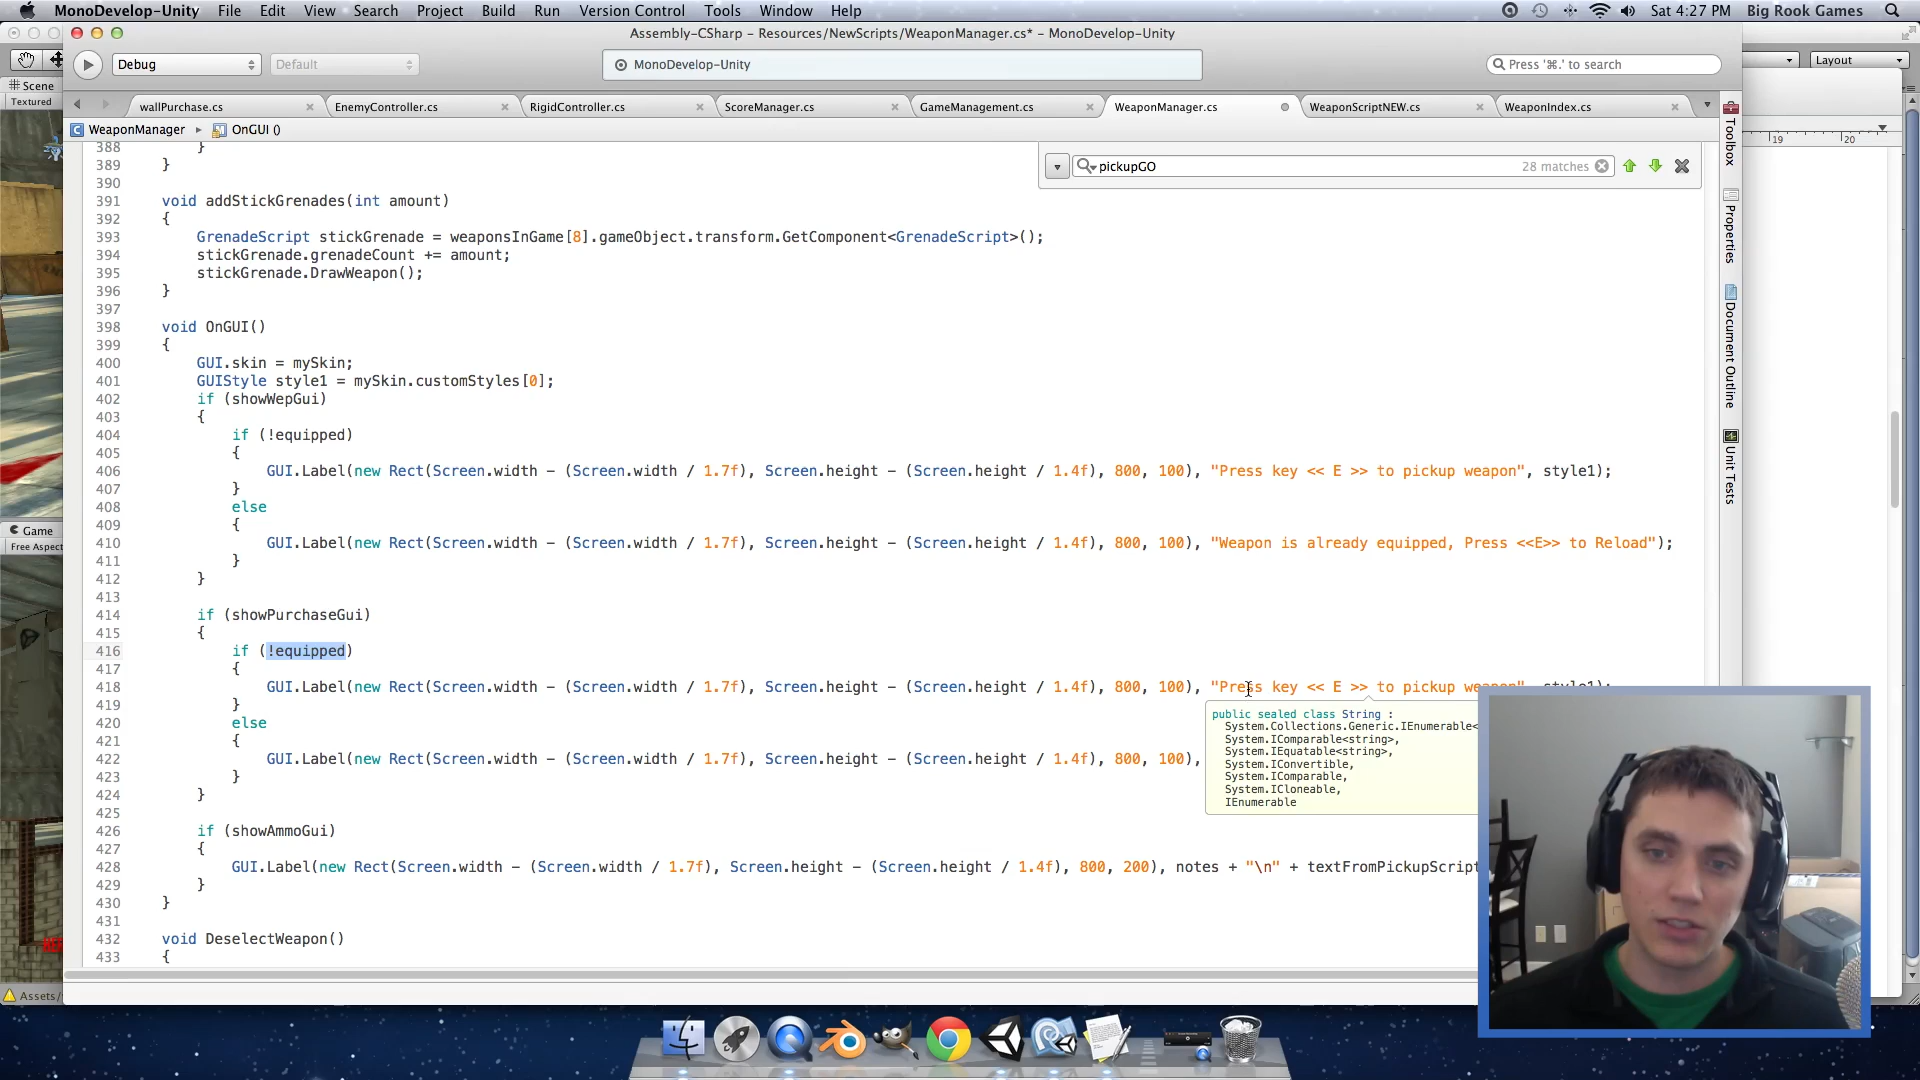 MonoDevelop-Unity File Edit View Search Project Build Run Version Control Tools Window Help
Sat 4:27 PM Big Rook Games
Assembly-CSharp - Resources/NewScripts/WeaponManager.cs* - MonoDevelop-Unity
Debug Default MonoDevelop-Unity Press '⌘.' to search
Layout
Scene
Textured
wallPurchase.cs EnemyController.cs RigidController.cs ScoreManager.cs GameManagement.cs WeaponManager.cs WeaponScriptNEW.cs WeaponIndex.cs
WeaponManager OnGUI ()
19 20
pickupGO 28 matches
Toolbox
Properties
Document Outline
Unit Tests
388 }
389 }
390
391 void addStickGrenades(int amount)
392 {
393 GrenadeScript stickGrenade = weaponsInGame[8].gameObject.transform.GetComponent<GrenadeScript>();
394 stickGrenade.grenadeCount += amount;
395 stickGrenade.DrawWeapon();
396 }
397
398 void OnGUI()
399 {
400 GUI.skin = mySkin;
401 GUIStyle style1 = mySkin.customStyles[0];
402 if (showWepGui)
403 {
404 if (!equipped)
405 {
406 GUI.Label(new Rect(Screen.width - (Screen.width / 1.7f), Screen.height - (Screen.height / 1.4f), 800, 100), "Press key << E >> to pickup weapon", style1);
407 }
408 else
409 {
410 GUI.Label(new Rect(Screen.width - (Screen.width / 1.7f), Screen.height - (Screen.height / 1.4f), 800, 100), "Weapon is already equipped, Press <<E>> to Reload");
411 }
412 }
413
414 if (showPurchaseGui)
415 {
416 if (!equipped)
417 {
418 GUI.Label(new Rect(Screen.width - (Screen.width / 1.7f), Screen.height - (Screen.height / 1.4f), 800, 100), "Press key << E >> to pickup weapon", style1);
419 }
420 else
421 {
422 GUI.Label(new Rect(Screen.width - (Screen.width / 1.7f), Screen.height - (Screen.height / 1.4f), 800, 100),
423 }
424 }
425
426 if (showAmmoGui)
427 {
428 GUI.Label(new Rect(Screen.width - (Screen.width / 1.7f), Screen.height - (Screen.height / 1.4f), 800, 200), notes + "\n" + textFromPickupScript
429 }
430 }
431
432 void DeselectWeapon()
433 {
public sealed class String :
System.Collections.Generic.IEnumerable<
System.IComparable<string>,
System.IEquatable<string>,
System.IConvertible,
System.IComparable,
System.ICloneable,
IEnumerable
Game
Free Aspect
Assets/